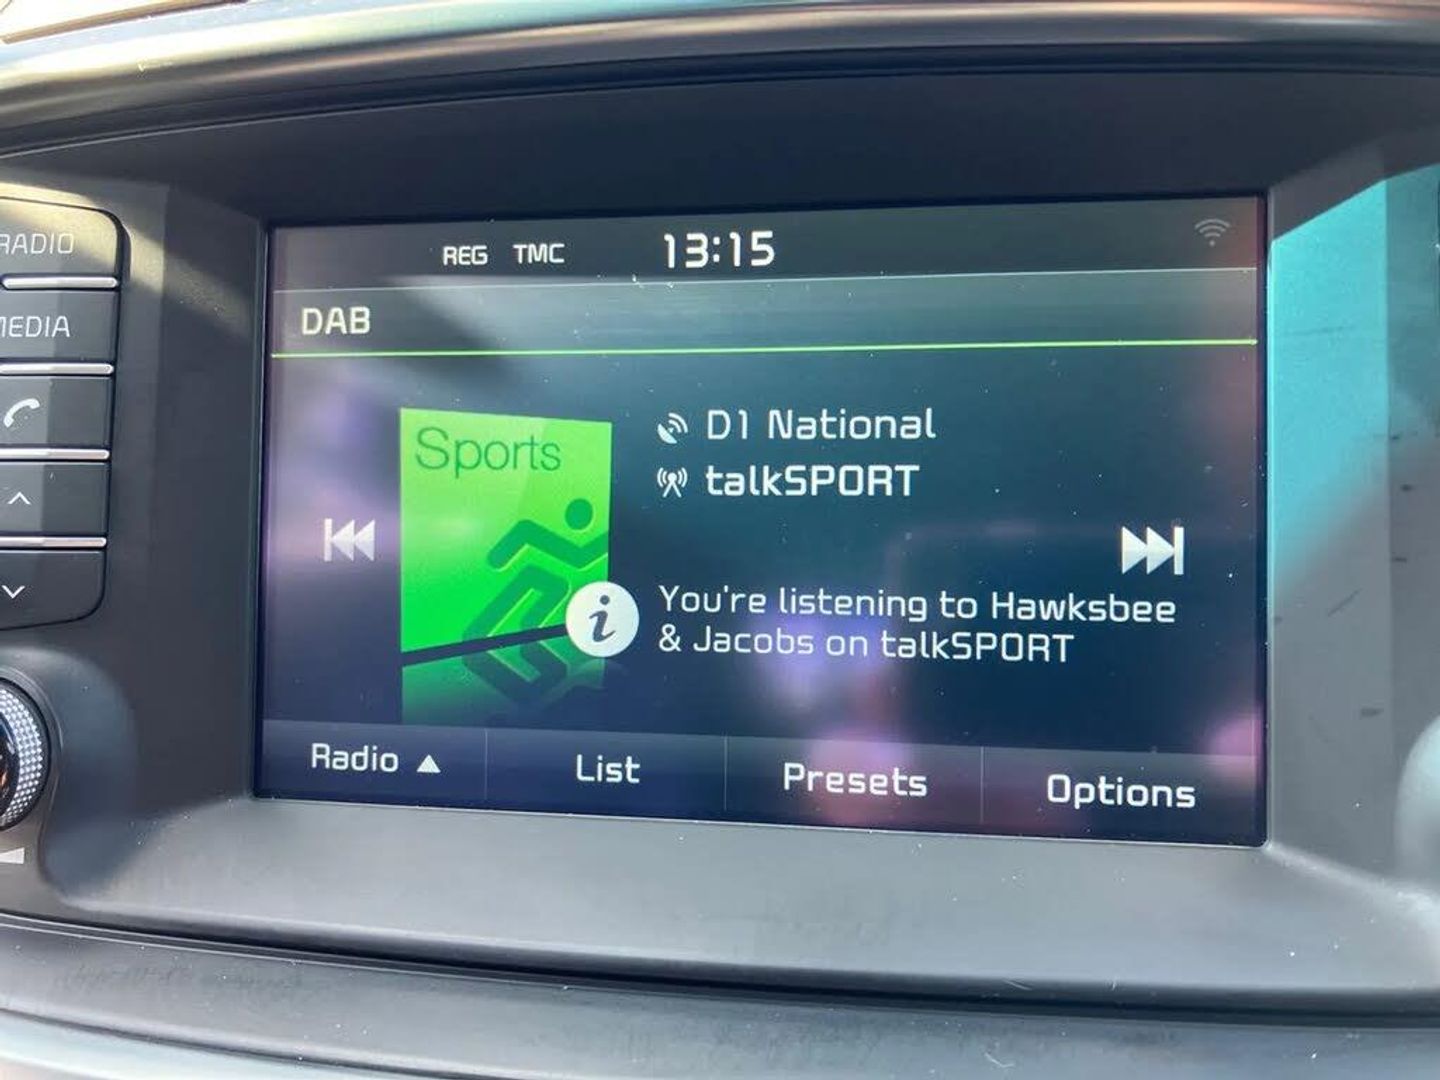 RADIO
MEDIA
REG TMC 13:15
DAB
Sports
D1 National
talkSPORT
You're listening to Hawksbee
& Jacobs on talkSPORT
Radio List Presets Options